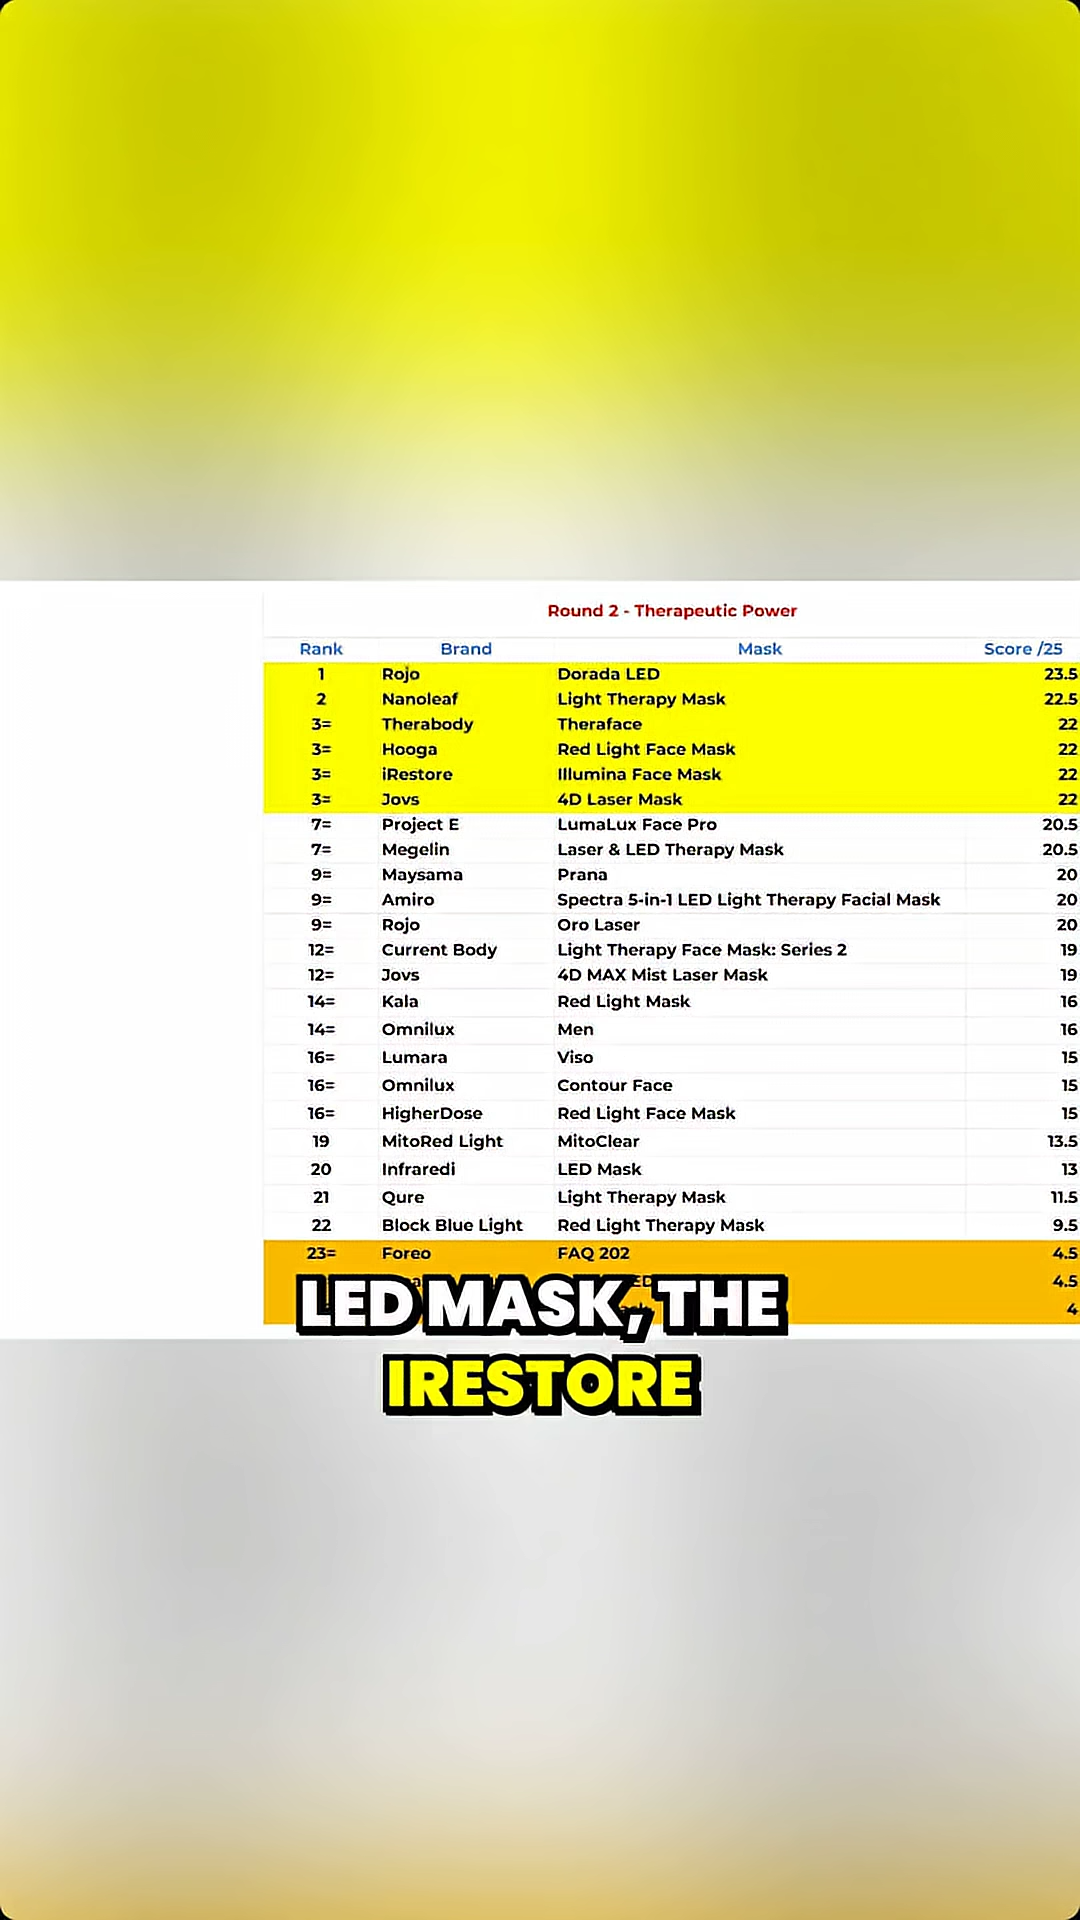 Round 2 - Therapeutic Power
Rank Brand Mask Score /25
1 Rojo Dorada LED 23.5
2 Nanoleaf Light Therapy Mask 22.5
3= Therabody Theraface 22
3= Hooga Red Light Face Mask 22
3= iRestore Illumina Face Mask 22
3= Jovs 4D Laser Mask 22
7= Project E LumaLux Face Pro 20.5
7= Megelin Laser & LED Therapy Mask 20.5
9= Maysama Prana 20
9= Amiro Spectra 5-in-1 LED Light Therapy Facial Mask 20
9= Rojo Oro Laser 20
12= Current Body Light Therapy Face Mask: Series 2 19
12= Jovs 4D MAX Mist Laser Mask 19
14= Kala Red Light Mask 16
14= Omnilux Men 16
16= Lumara Viso 15
16= Omnilux Contour Face 15
16= HigherDose Red Light Face Mask 15
19 MitoRed Light MitoClear 13.5
20 Infraredi LED Mask 13
21 Qure Light Therapy Mask 11.5
22 Block Blue Light Red Light Therapy Mask 9.5
23= Foreo FAQ 202 4.5
4.5
4
LED MASK, THE
IRESTORE